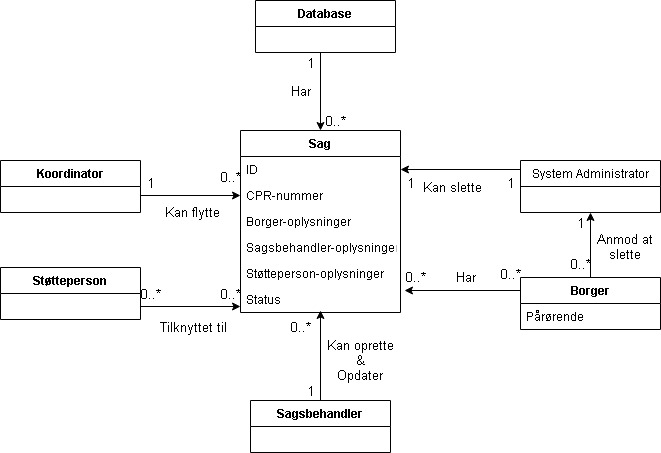 Database
1
Har
0..*
Sag
ID
CPR-nummer
Borger-oplysninger
Sagsbehandler-oplysninger
Støtteperson-oplysninger
Status
Koordinator
1
0..*
Kan flytte
System Administrator
1
1
Kan slette
1
Anmod at
slette
0..*
Støtteperson
0..*
0..*
Tilknyttet til
0..*
Har
0..*
Borger
Pårørende
0..*
Kan oprette
&
Opdater
1
Sagsbehandler